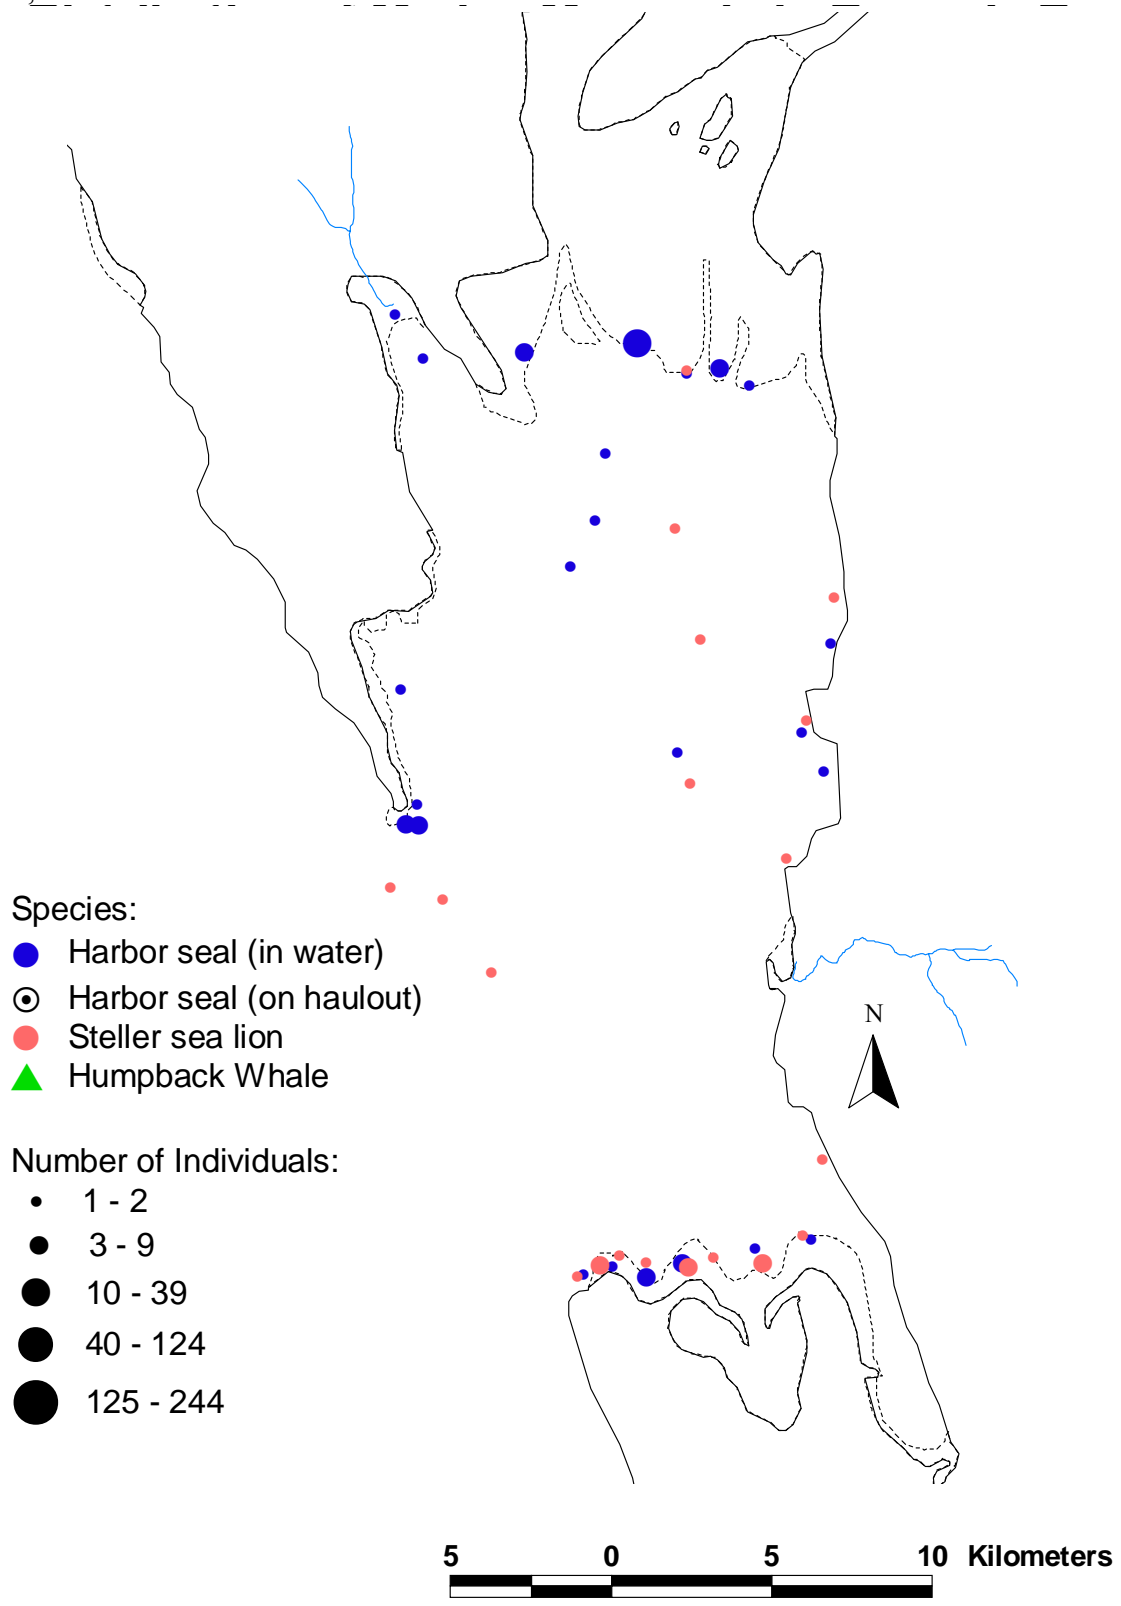 N
Species:
Harbor seal (in water)
Harbor seal (on haulout)
Steller sea lion
Humpback Whale
Number of Individuals:
1 - 2
3 - 9
10 - 39
40 - 124
125 - 244
5 0 5 10 Kilometers